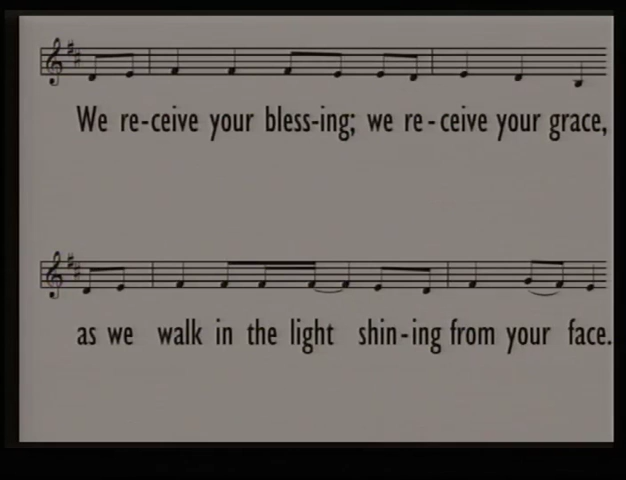 We re-ceive your bless-ing; we re-ceive your grace,
as we walk in the light shin-ing from your face.